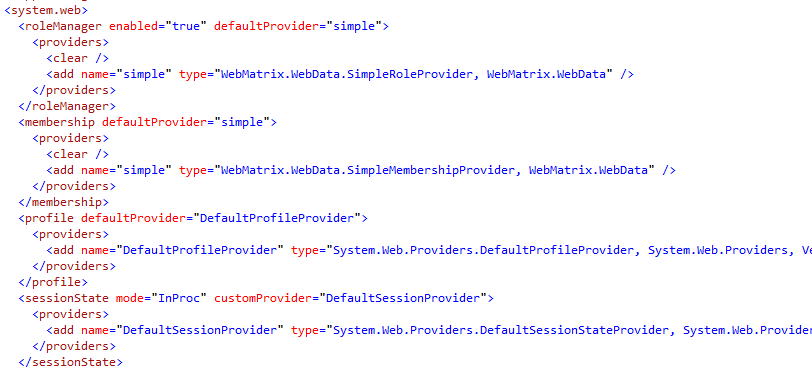 <system.web>
<roleManager enabled="true" defaultProvider="simple">
<providers>
<clear />
<add name="simple" type="WebMatrix.WebData.SimpleRoleProvider, WebMatrix.WebData" />
</providers>
</roleManager>
<membership defaultProvider="simple">
<providers>
<clear />
<add name="simple" type="WebMatrix.WebData.SimpleMembershipProvider, WebMatrix.WebData" />
</providers>
</membership>
<profile defaultProvider="DefaultProfileProvider">
<providers>
<add name="DefaultProfileProvider" type="System.Web.Providers.DefaultProfileProvider, System.Web.Providers, Ve
</providers>
</profile>
<sessionState mode="InProc" customProvider="DefaultSessionProvider">
<providers>
<add name="DefaultSessionProvider" type="System.Web.Providers.DefaultSessionStateProvider, System.Web.Provider
</providers>
</sessionState>